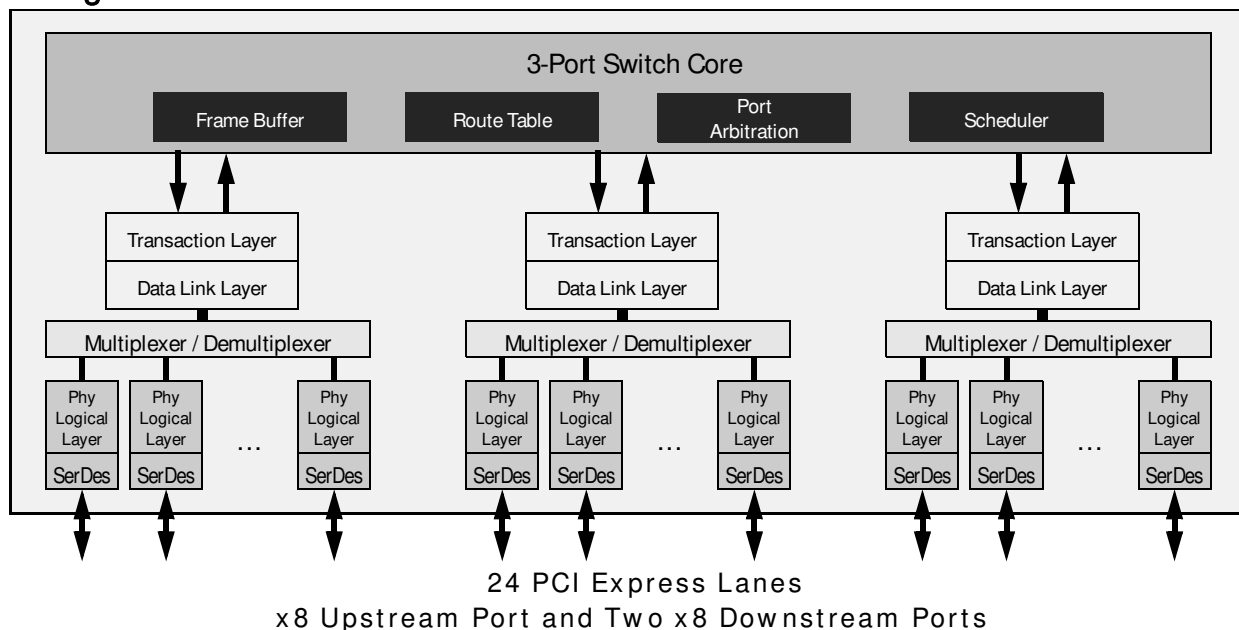 3-Port Switch Core
Frame Buffer
Route Table
Port
Arbitration
Scheduler
Transaction Layer
Data Link Layer
Multiplexer / Demultiplexer
Transaction Layer
Data Link Layer
Multiplexer / Demultiplexer
Transaction Layer
Data Link Layer
Multiplexer / Demultiplexer
Phy
Logical
Layer
SerDes
Phy
Logical
Layer
SerDes
...
Phy
Logical
Layer
SerDes
Phy
Logical
Layer
SerDes
Phy
Logical
Layer
SerDes
...
Phy
Logical
Layer
SerDes
Phy
Logical
Layer
SerDes
Phy
Logical
Layer
SerDes
...
Phy
Logical
Layer
SerDes
24 PCI Express Lanes
x8 Upstream Port and Two x8 Downstream Ports